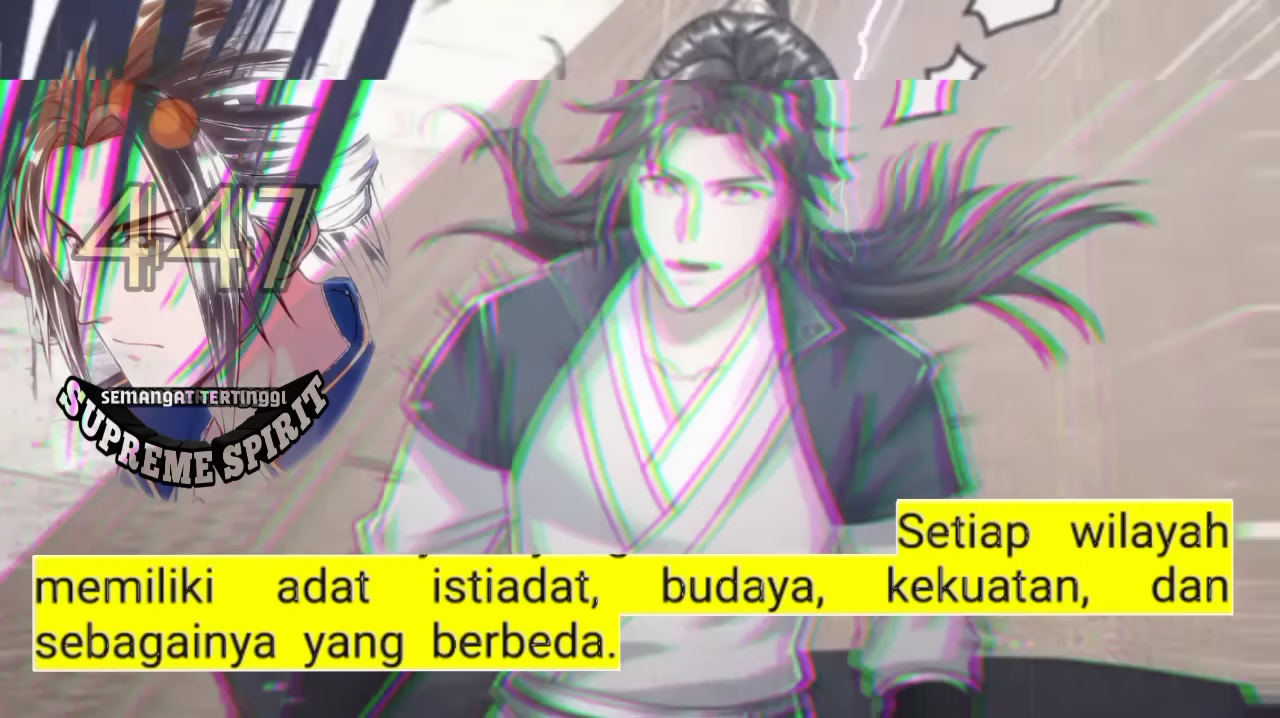 447
SEMANGAT TERTINGGI
SUPREME SPIRIT
Setiap wilayah
memiliki adat istiadat, budaya, kekuatan, dan
sebagainya yang berbeda.